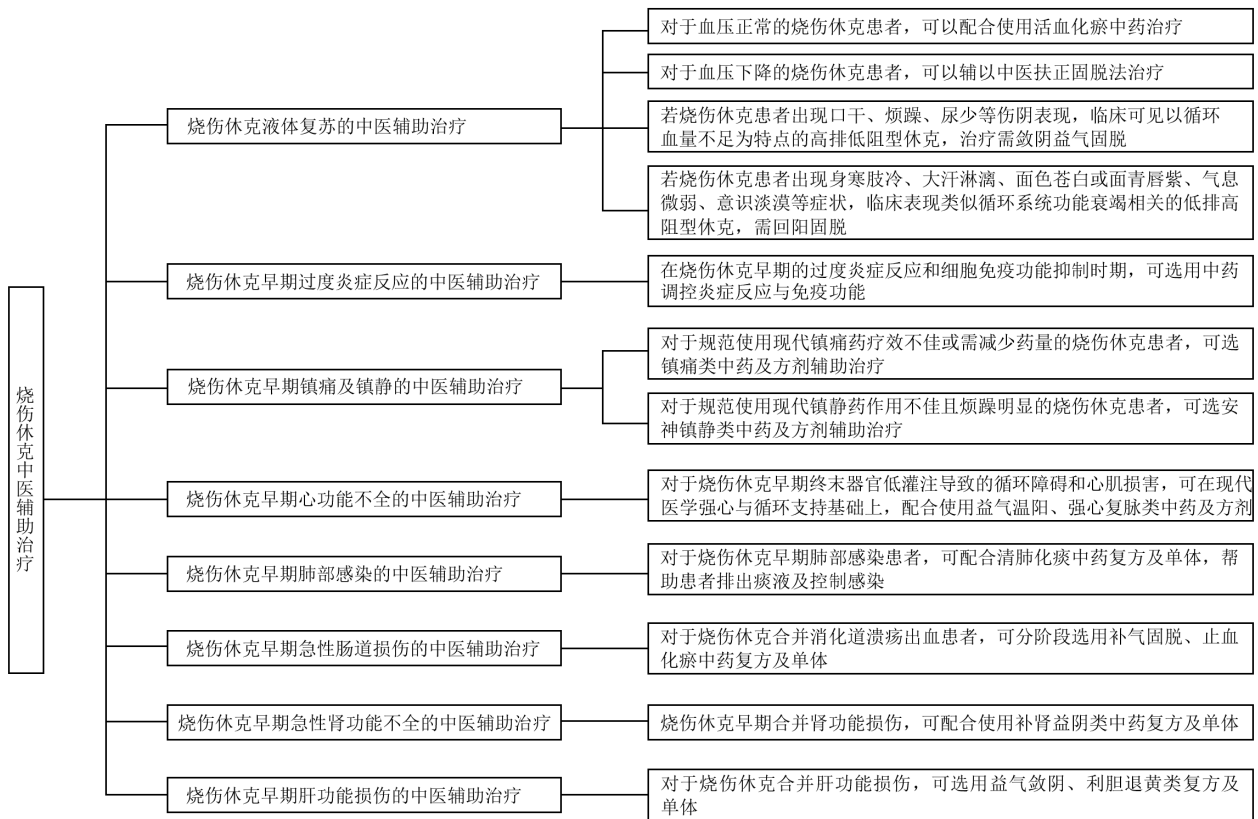 烧伤休克中医辅助治疗
烧伤休克液体复苏的中医辅助治疗
对于血压正常的烧伤休克患者，可以配合使用活血化瘀中药治疗
对于血压下降的烧伤休克患者，可以辅以中医扶正固脱法治疗
若烧伤休克患者出现口干、烦躁、尿少等伤阴表现，临床可见以循环
血量不足为特点的高排低阻型休克，治疗需敛阴益气固脱
若烧伤休克患者出现身寒肢冷、大汗淋漓、面色苍白或面青唇紫、气息
微弱、意识淡漠等症状，临床表现类似循环系统功能衰竭相关的低排高
阻型休克，需回阳固脱
烧伤休克早期过度炎症反应的中医辅助治疗
在烧伤休克早期的过度炎症反应和细胞免疫功能抑制时期，可选用中药
调控炎症反应与免疫功能
烧伤休克早期镇痛及镇静的中医辅助治疗
对于规范使用现代镇痛药疗效不佳或需减少药量的烧伤休克患者，可选
镇痛类中药及方剂辅助治疗
对于规范使用现代镇静药作用不佳且烦躁明显的烧伤休克患者，可选安
神镇静类中药及方剂辅助治疗
烧伤休克早期心功能不全的中医辅助治疗
对于烧伤休克早期终末器官低灌注导致的循环障碍和心肌损害，可在现代
医学强心与循环支持基础上，配合使用益气温阳、强心复脉类中药及方剂
烧伤休克早期肺部感染的中医辅助治疗
对于烧伤休克早期肺部感染患者，可配合清肺化痰中药复方及单体，帮
助患者排出痰液及控制感染
烧伤休克早期急性肠道损伤的中医辅助治疗
对于烧伤休克合并消化道溃疡出血患者，可分阶段选用补气固脱、止血
化瘀中药复方及单体
烧伤休克早期急性肾功能不全的中医辅助治疗
烧伤休克早期合并肾功能损伤，可配合使用补肾益阴类中药复方及单体
烧伤休克早期肝功能损伤的中医辅助治疗
对于烧伤休克合并肝功能损伤，可选用益气敛阴、利胆退黄类复方及
单体